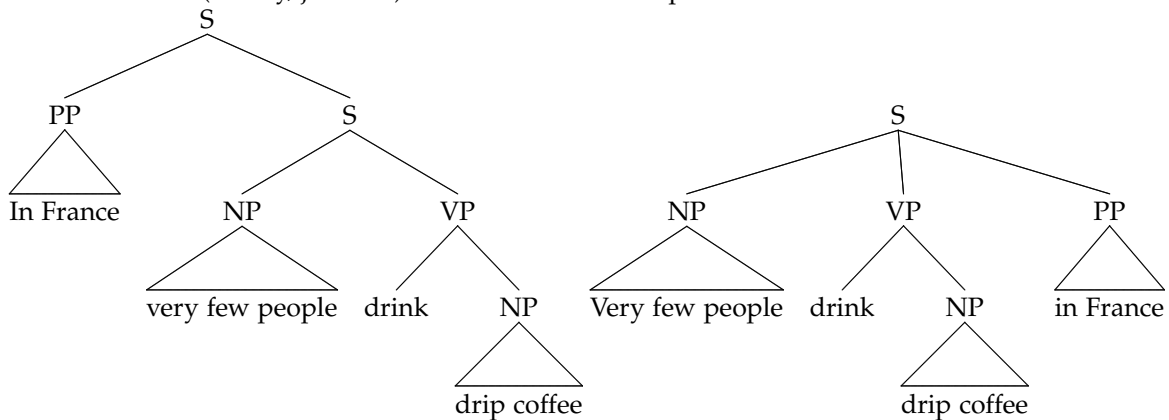 S
PP S S
In France NP VP NP VP PP
very few people drink NP Very few people drink NP in France
drip coffee drip coffee